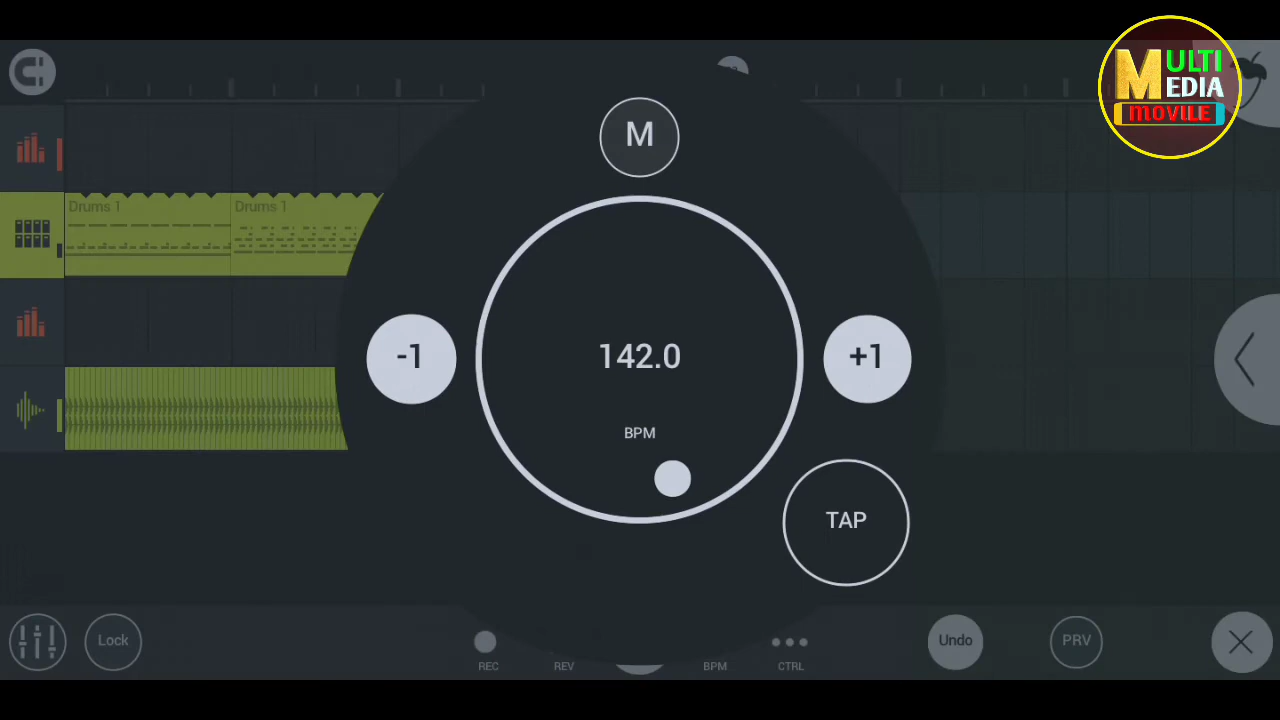 MULTI
MEDIA
MOVILE
M
Drums 1
Drums 1
-1
142.0
+1
BPM
TAP
Lock
REC
REV
BPM
CTRL
Undo
PRV